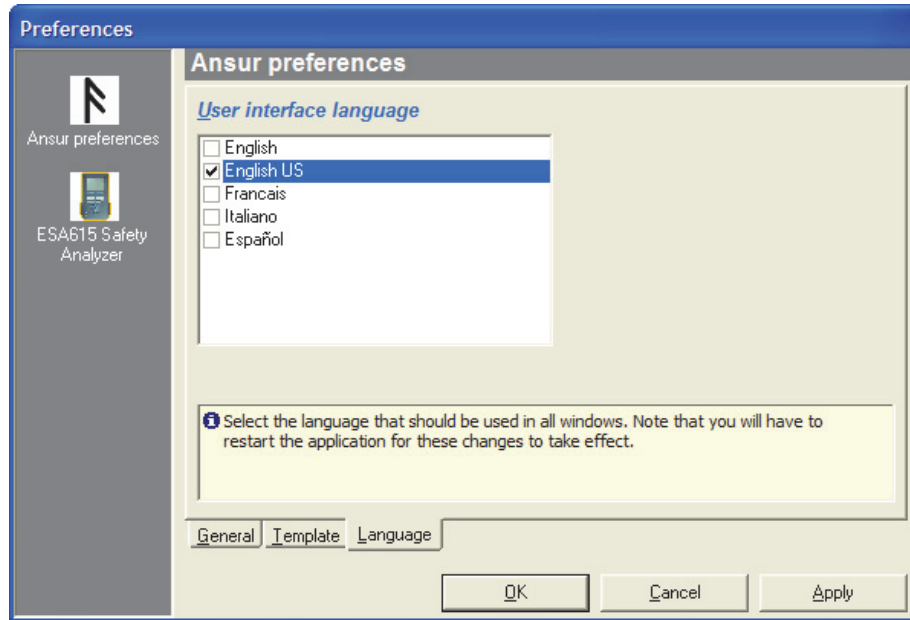 Preferences
Ansur preferences
Ansur preferences
ESA615 Safety
Analyzer
User interface language
English
English US
Francais
Italiano
Español
Select the language that should be used in all windows. Note that you will have to
restart the application for these changes to take effect.
General
Template
Language
OK
Cancel
Apply